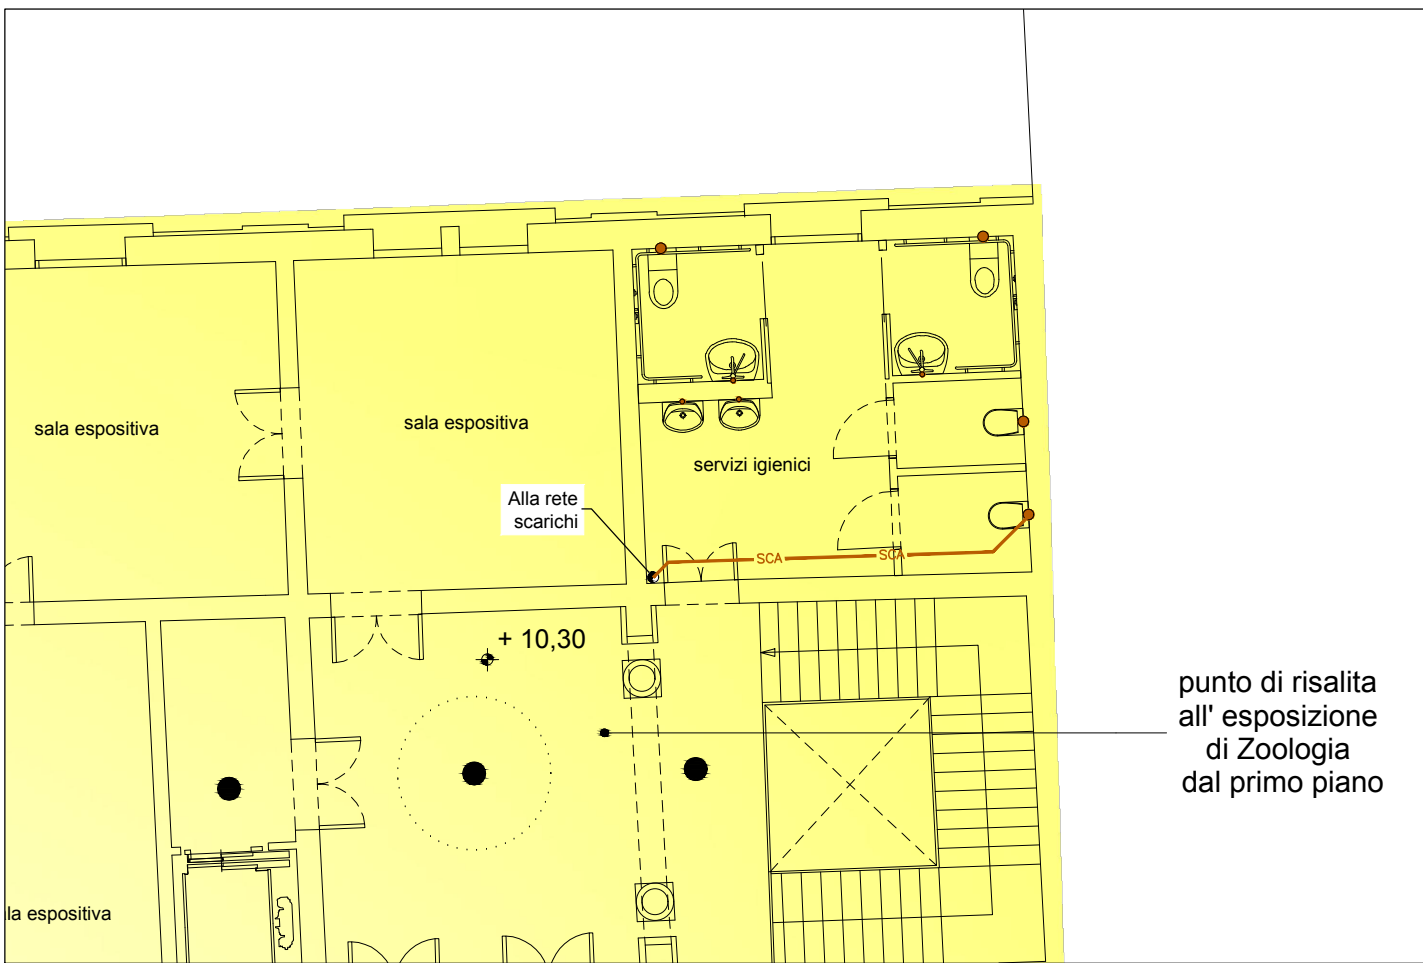 sala espositiva
sala espositiva
servizi igienici
Alla rete
scarichi
SCA
SCA
+ 10,30
punto di risalita
all' esposizione
di Zoologia
dal primo piano
la espositiva